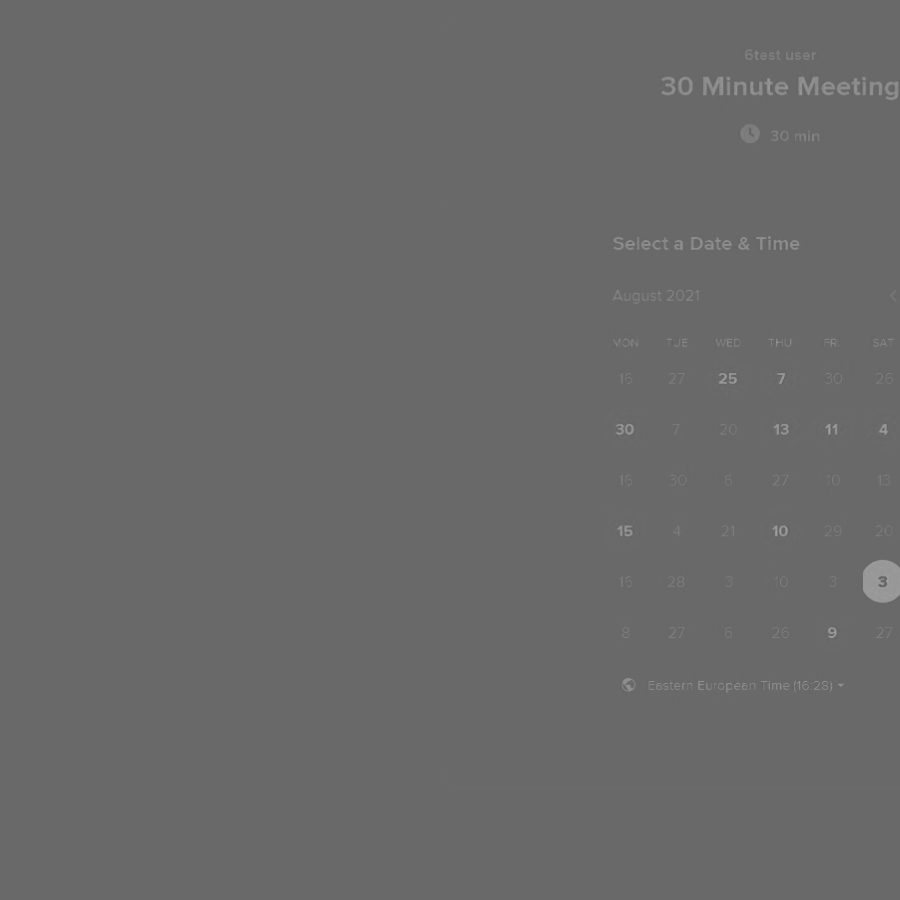 6test user
30 Minute Meeting
30 min
Select a Date & Time
August 2021
MON TUE WED THU FRI SAT
16 27 25 7 30 26
30 7 20 13 11 4
16 30 6 27 10 13
15 4 21 10 29 20
16 28 3 10 3 3
8 27 6 26 9 27
Eastern European Time (16:28)